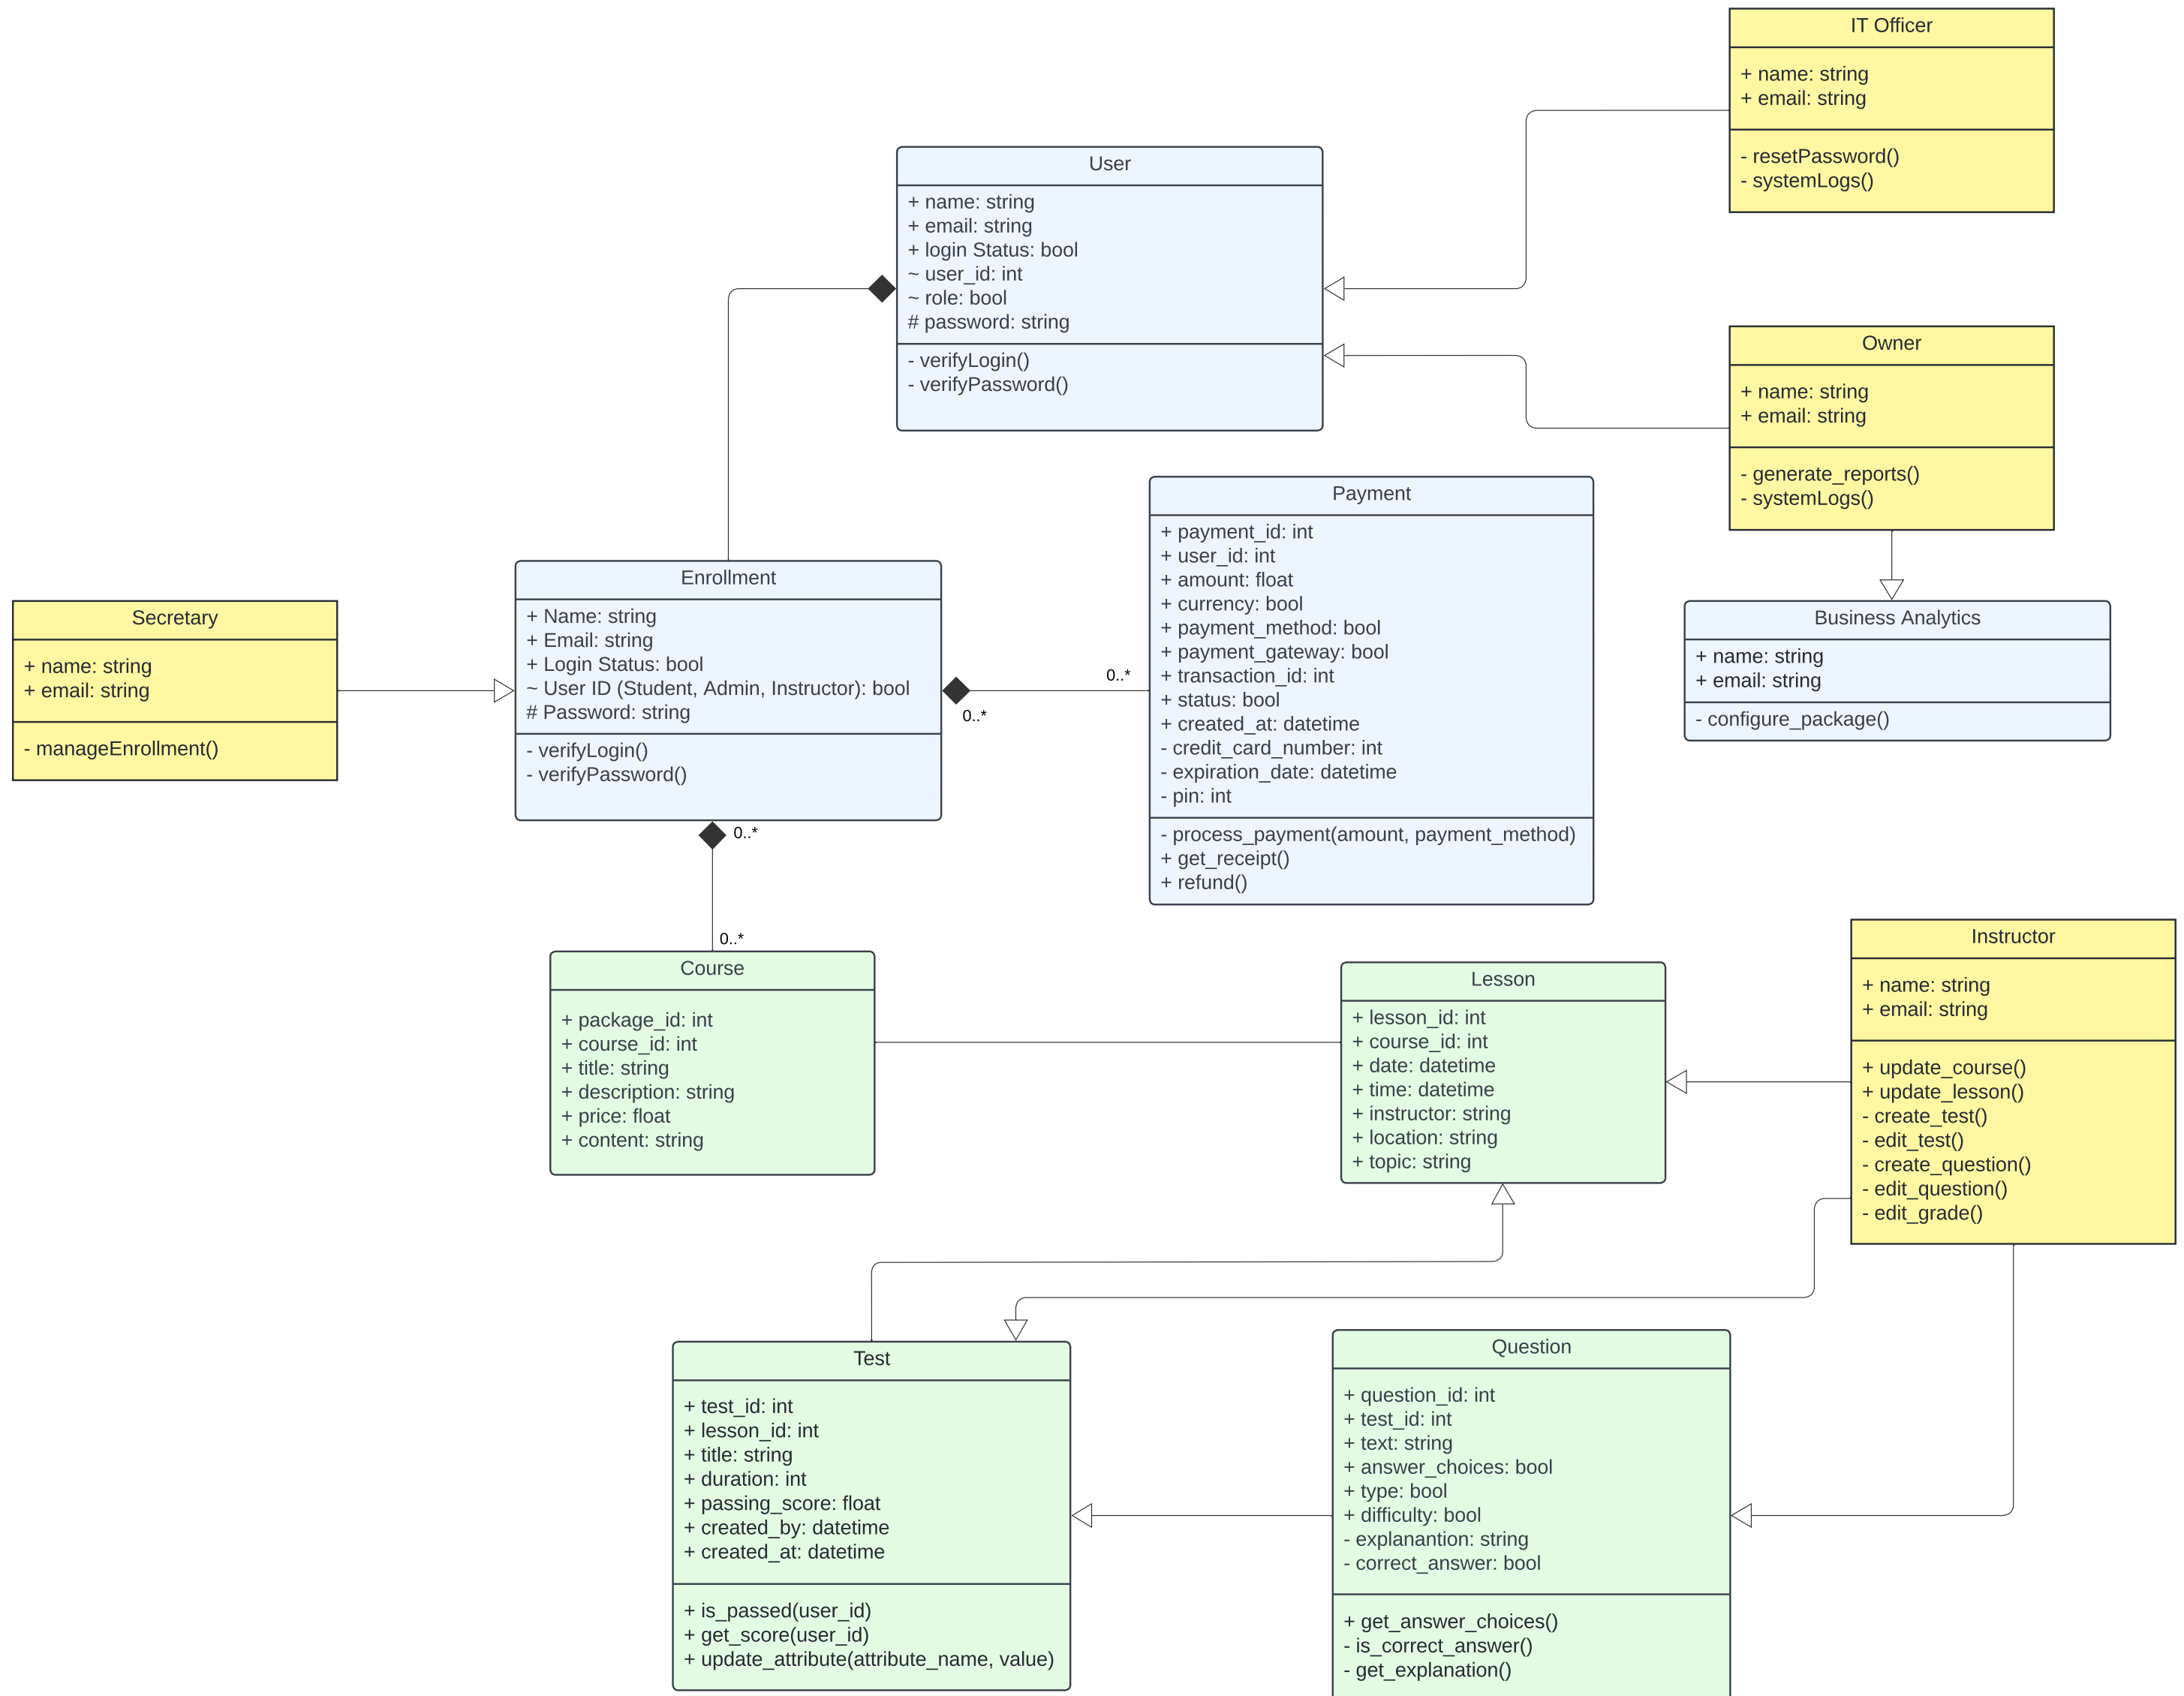 IT Officer
+ name: string
+ email: string
- resetPassword()
- systemLogs()
User
+ name: string
+ email: string
+ login Status: bool
~ user_id: int
~ role: bool
# password: string
- verifyLogin()
- verifyPassword()
Owner
+ name: string
+ email: string
- generate_reports()
- systemLogs()
Payment
+ payment_id: int
+ user_id: int
+ amount: float
+ currency: bool
+ payment_method: bool
+ payment_gateway: bool
+ transaction_id: int
+ status: bool
+ created_at: datetime
- credit_card_number: int
- expiration_date: datetime
- pin: int
- process_payment(amount, payment_method)
+ get_receipt()
+ refund()
Enrollment
+ Name: string
+ Email: string
+ Login Status: bool
~ User ID (Student, Admin, Instructor): bool
# Password: string
- verifyLogin()
- verifyPassword()
0..*
0..*
Secretary
+ name: string
+ email: string
- manageEnrollment()
Business Analytics
+ name: string
+ email: string
- configure_package()
0..*
0..*
Course
+ package_id: int
+ course_id: int
+ title: string
+ description: string
+ price: float
+ content: string
Lesson
+ lesson_id: int
+ course_id: int
+ date: datetime
+ time: datetime
+ instructor: string
+ location: string
+ topic: string
Instructor
+ name: string
+ email: string
+ update_course()
+ update_lesson()
- create_test()
- edit_test()
- create_question()
- edit_question()
- edit_grade()
Test
+ test_id: int
+ lesson_id: int
+ title: string
+ duration: int
+ passing_score: float
+ created_by: datetime
+ created_at: datetime
+ is_passed(user_id)
+ get_score(user_id)
+ update_attribute(attribute_name, value)
Question
+ question_id: int
+ test_id: int
+ text: string
+ answer_choices: bool
+ type: bool
+ difficulty: bool
- explanantion: string
- correct_answer: bool
+ get_answer_choices()
- is_correct_answer()
- get_explanation()